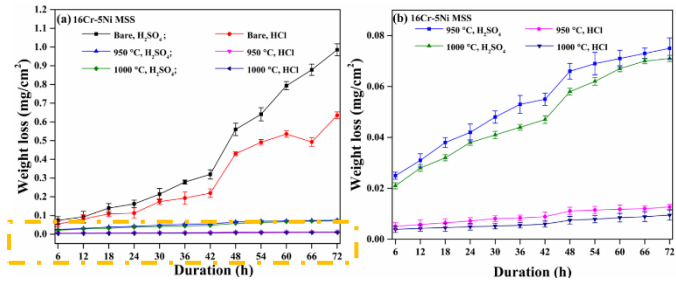 (a) 16Cr-5Ni MSS
Bare, H₂SO₄; Bare, HCl
950 °C, H₂SO₄; 950 °C, HCl
1000 °C, H₂SO₄; 1000 °C, HCl
Weight loss (mg/cm²)
1.2
1.1
1.0
0.9
0.8
0.7
0.6
0.5
0.4
0.3
0.2
0.1
0.0
6 12 18 24 30 36 42 48 54 60 66 72
Duration (h)
(b) 16Cr-5Ni MSS
950 °C, H₂SO₄ 950 °C, HCl
1000 °C, H₂SO₄ 1000 °C, HCl
Weight loss (mg/cm²)
0.08
0.06
0.04
0.02
0.00
6 12 18 24 30 36 42 48 54 60 66 72
Duration (h)